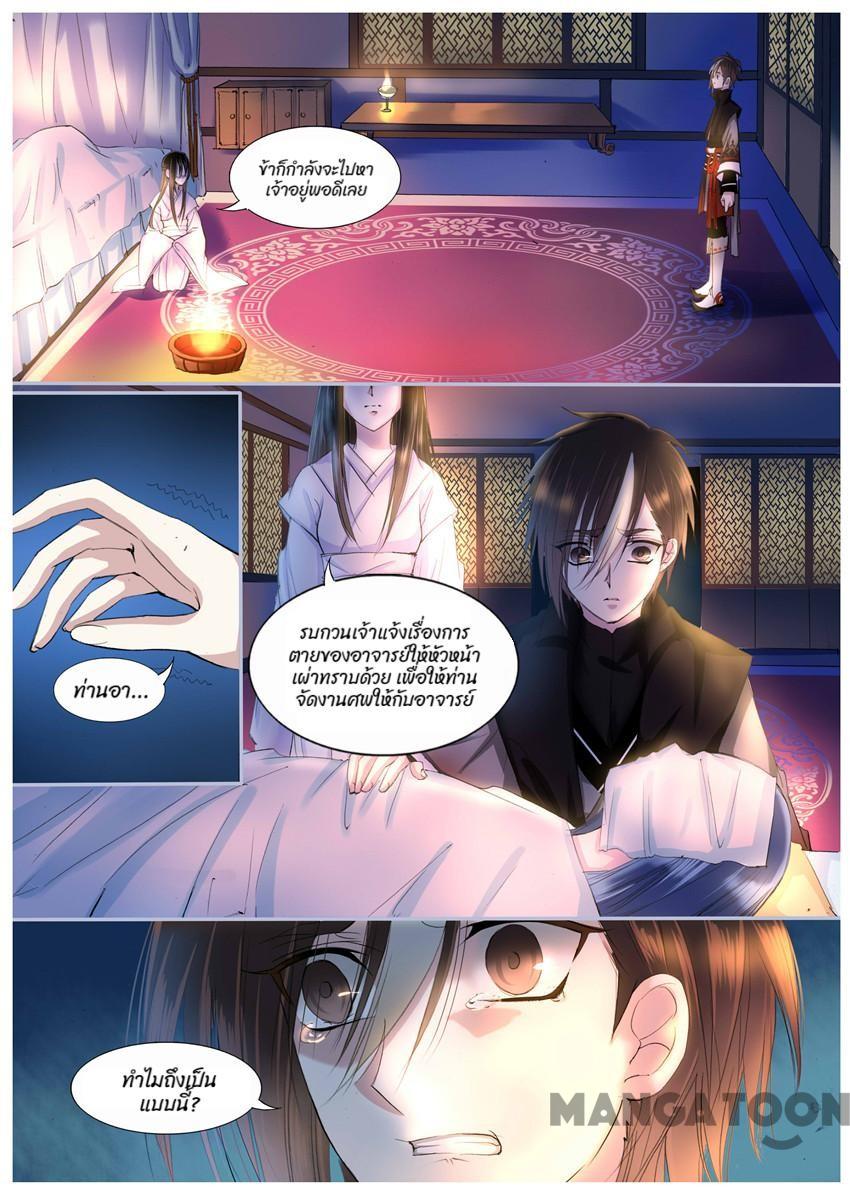 ข้าก็กำลังจะไปหา
เจ้าอยู่พอดีเลย
ท่านอา...
รบกวนเจ้าแจ้งเรื่องการ
ตายของอาจารย์ให้หัวหน้า
เผ่าทราบด้วย เพื่อให้ท่าน
จัดงานศพให้กับอาจารย์
ทำไมถึงเป็น
แบบนี้?
MANGATOON